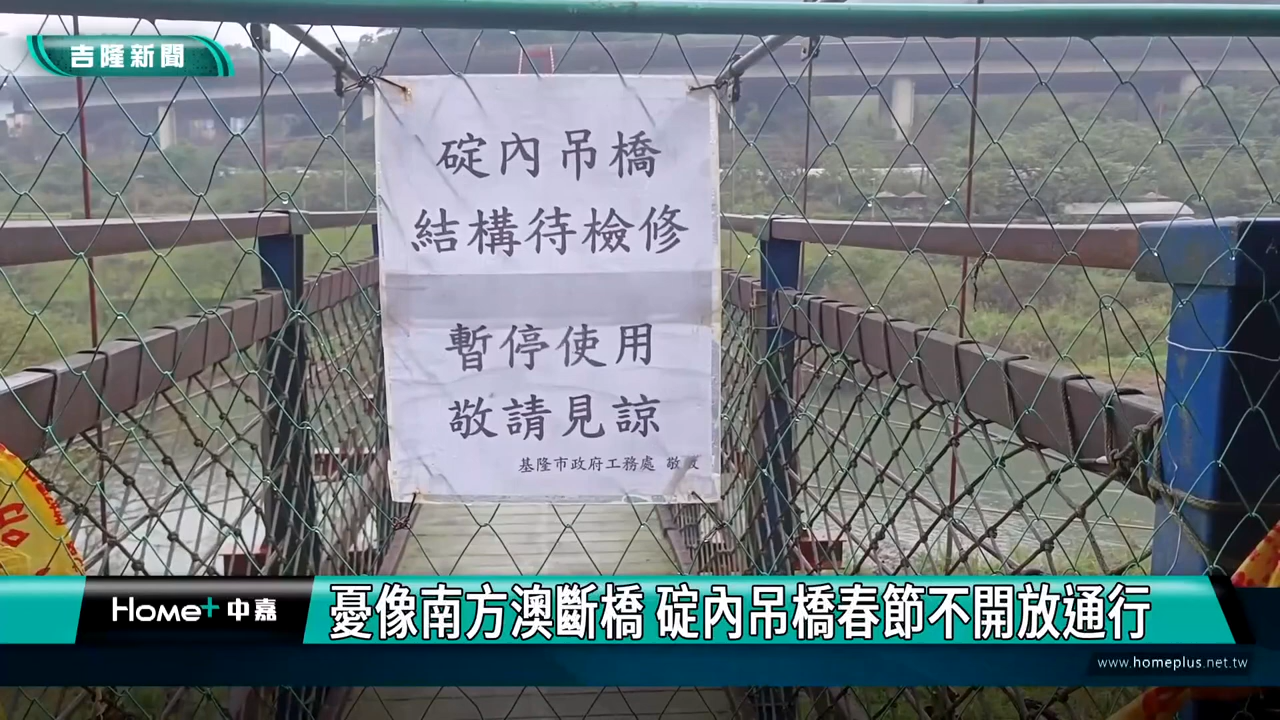 吉隆新聞
碇內吊橋
結構待檢修
暫停使用
敬請見諒
基隆市政府工務處 敬
Home+ 中嘉
憂像南方澳斷橋 碇內吊橋春節不開放通行
www.homeplus.net.tw